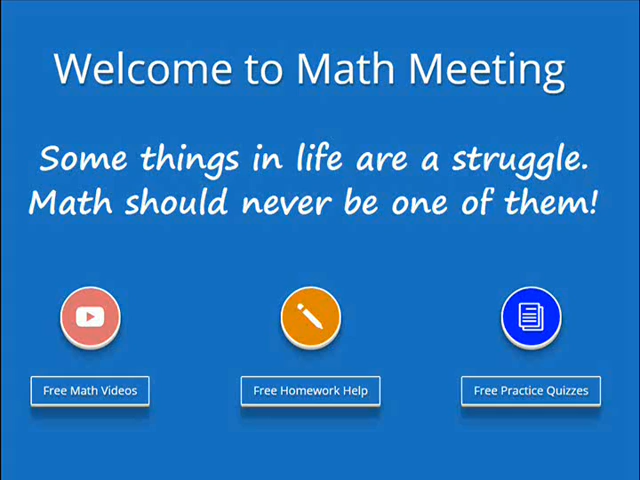 Welcome to Math Meeting
Some things in life are a struggle.
Math should never be one of them!
Free Math Videos
Free Homework Help
Free Practice Quizzes